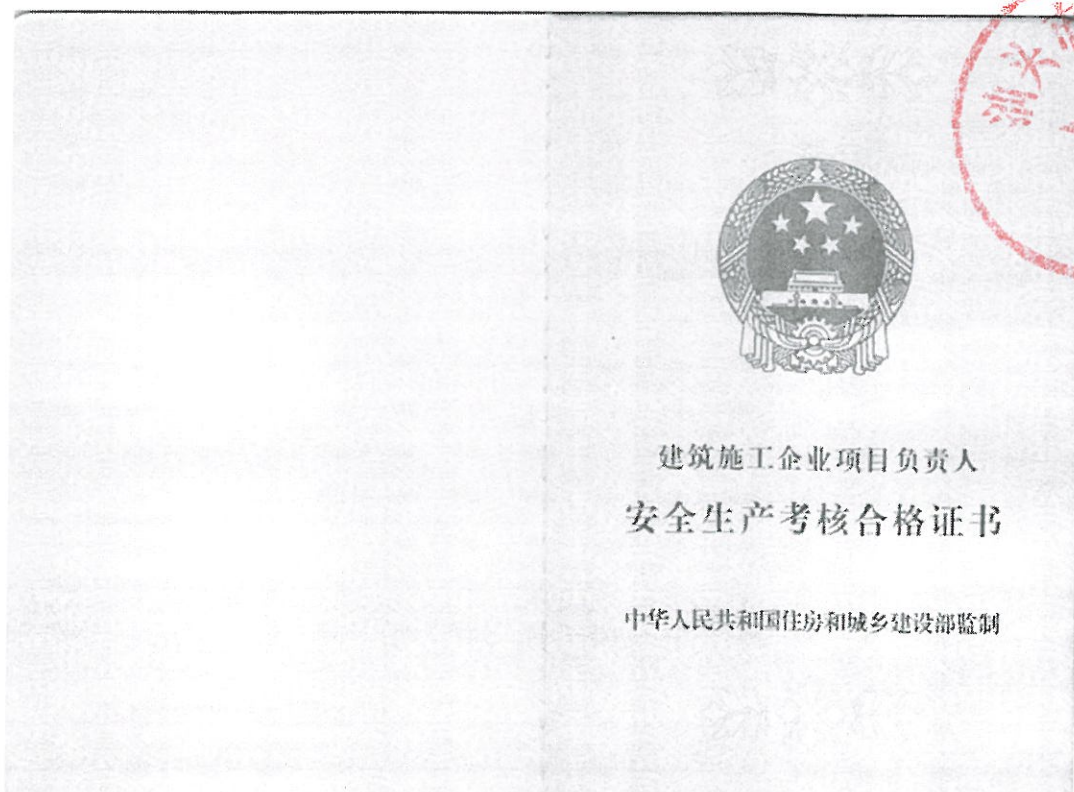 建筑施工企业项目负责人
安全生产考核合格证书
中华人民共和国住房和城乡建设部监制
汕头